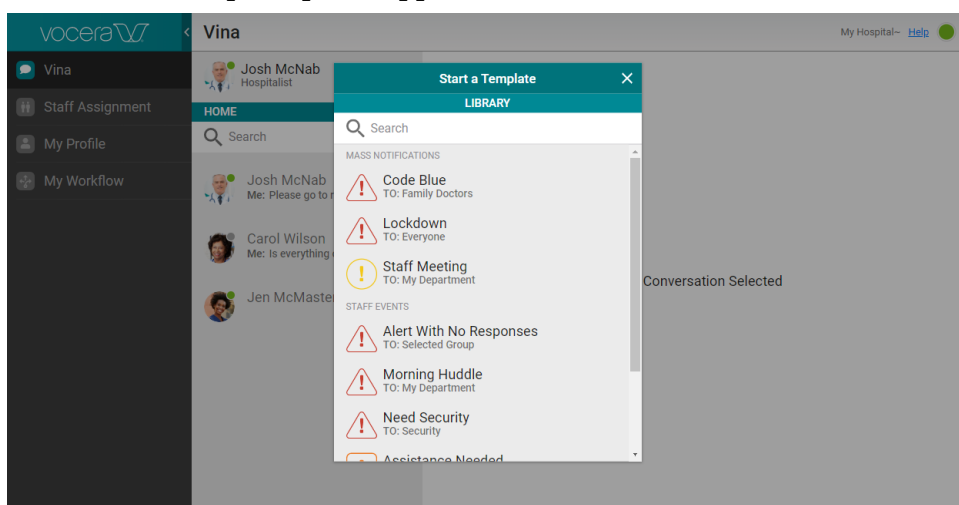 vocera
Vina
My Hospital~ Help
Vina
Staff Assignment
My Profile
My Workflow
Josh McNab
Hospitalist
HOME
Search
Josh McNab
Me: Please go to
Carol Wilson
Me: Is everything
Jen McMaste
Start a Template
LIBRARY
Search
MASS NOTIFICATIONS
Code Blue
TO: Family Doctors
Lockdown
TO: Everyone
Staff Meeting
TO: My Department
STAFF EVENTS
Alert With No Responses
TO: Selected Group
Morning Huddle
TO: My Department
Need Security
TO: Security
Assistance Needed
Conversation Selected